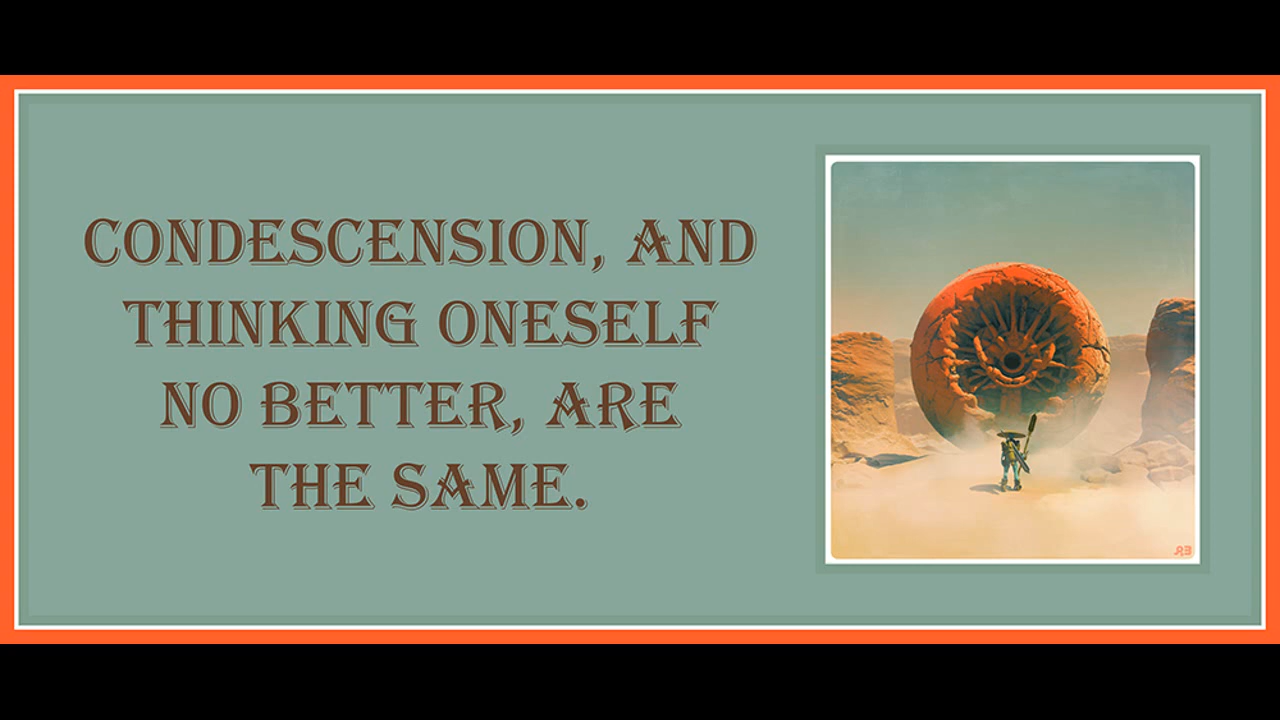 CONDESCENSION, AND
THINKING ONESELF
NO BETTER, ARE
THE SAME.